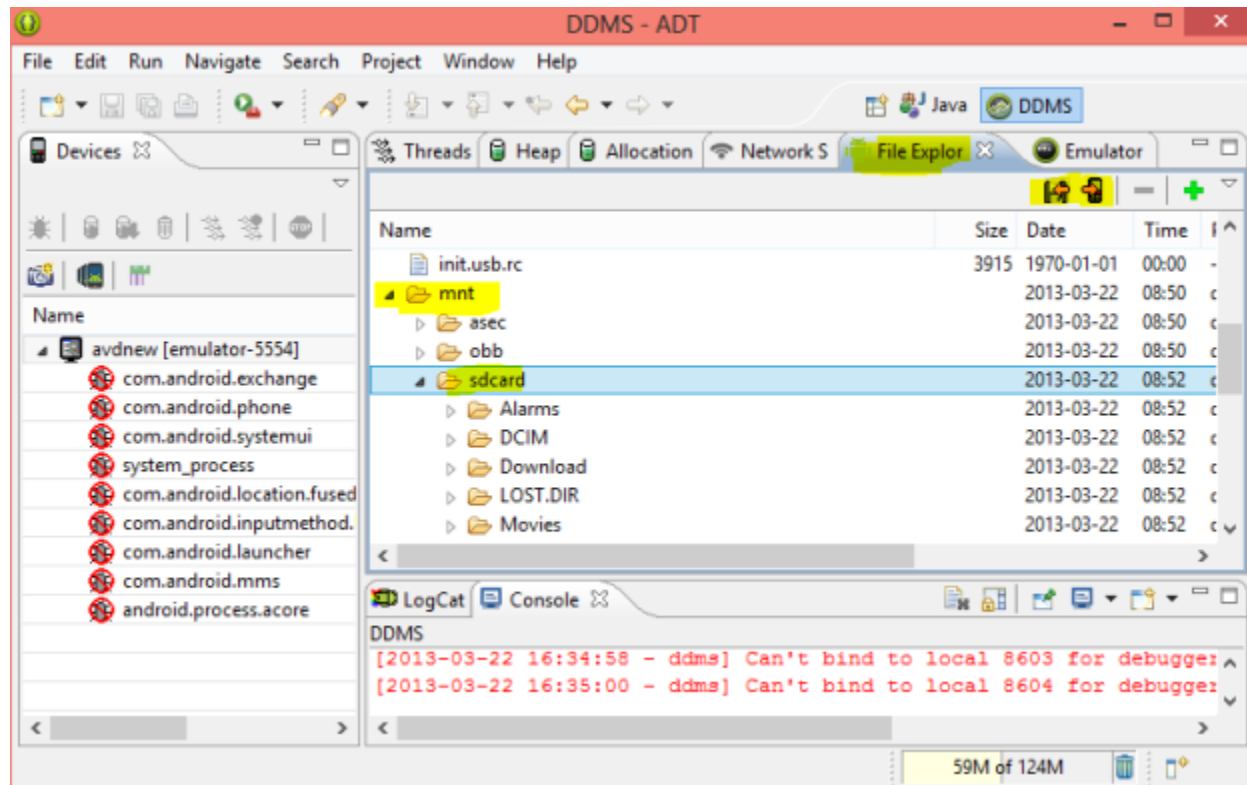 DDMS - ADT
File Edit Run Navigate Search Project Window Help
Java DDMS
Devices
Threads Heap Allocation Network S File Explor Emulator
Name Size Date Time
init.usb.rc 3915 1970-01-01 00:00 -
mnt 2013-03-22 08:50
asec 2013-03-22 08:50
obb 2013-03-22 08:50
sdcard 2013-03-22 08:52
Alarms 2013-03-22 08:52
DCIM 2013-03-22 08:52
Download 2013-03-22 08:52
LOST.DIR 2013-03-22 08:52
Movies 2013-03-22 08:52
Name
avdnew [emulator-5554]
com.android.exchange
com.android.phone
com.android.systemui
system_process
com.android.location.fused
com.android.inputmethod.
com.android.launcher
com.android.mms
android.process.acore
LogCat Console
DDMS
[2013-03-22 16:34:58 - ddms] Can't bind to local 8603 for debugger
[2013-03-22 16:35:00 - ddms] Can't bind to local 8604 for debugger
59M of 124M